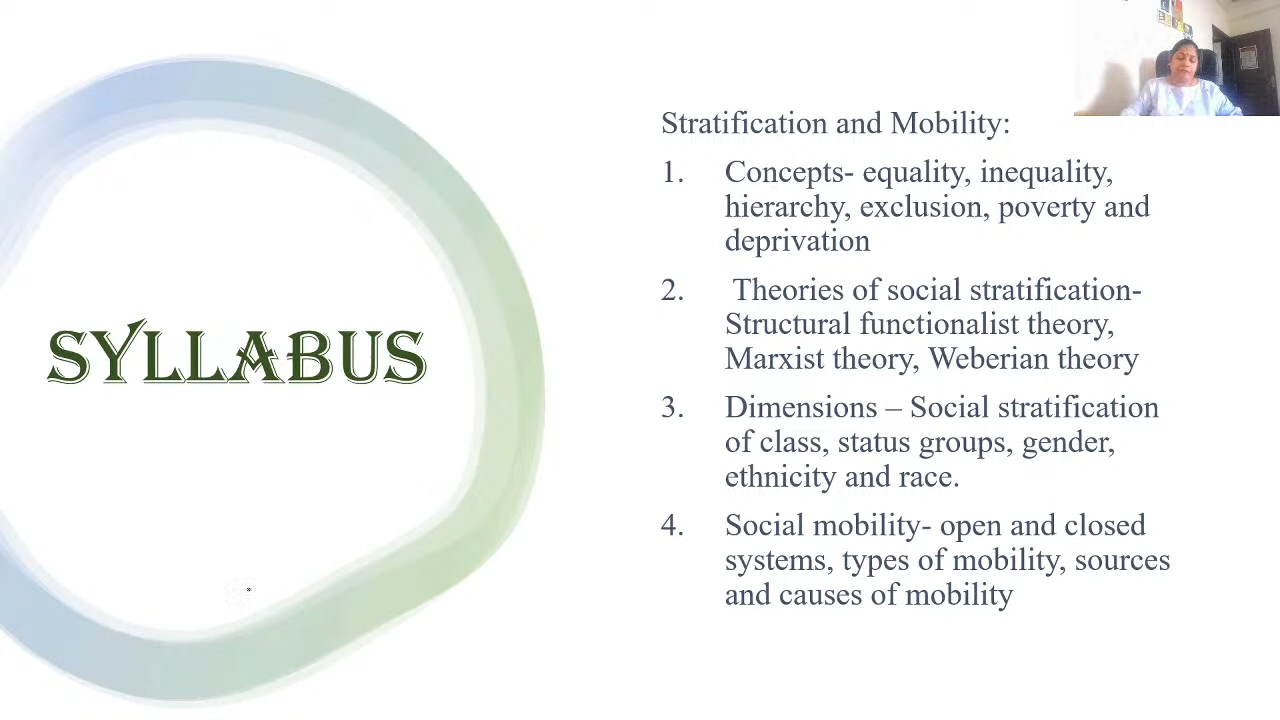 SYLLABUS
Stratification and Mobility:
1. Concepts- equality, inequality,
hierarchy, exclusion, poverty and
deprivation
2. Theories of social stratification-
Structural functionalist theory,
Marxist theory, Weberian theory
3. Dimensions – Social stratification
of class, status groups, gender,
ethnicity and race.
4. Social mobility- open and closed
systems, types of mobility, sources
and causes of mobility